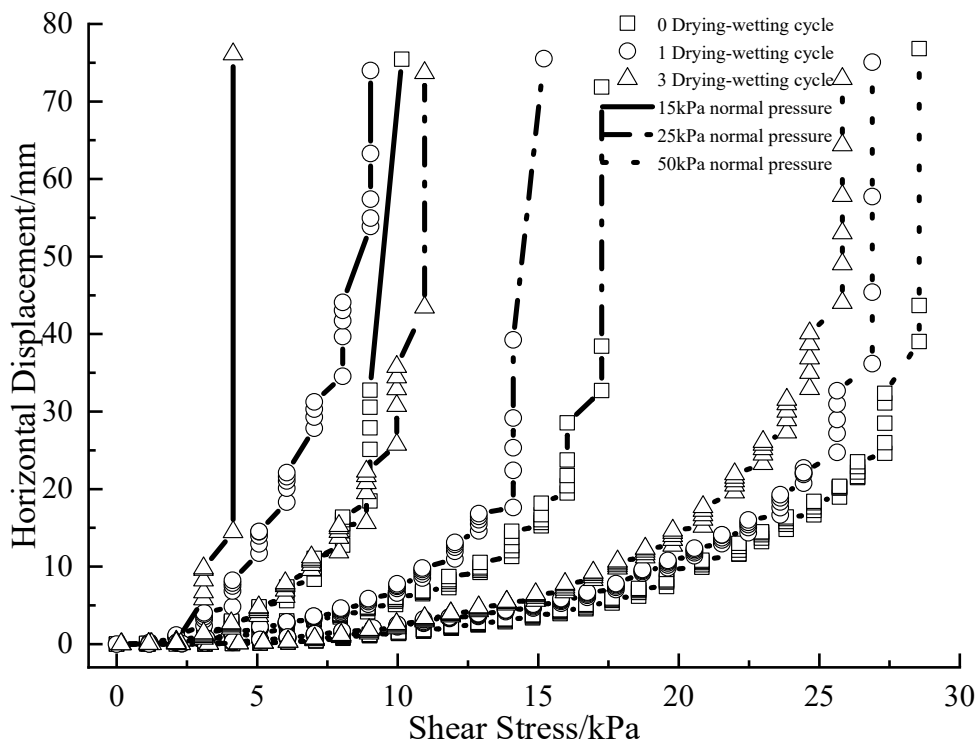 0 Drying-wetting cycle
1 Drying-wetting cycle
3 Drying-wetting cycle
15kPa normal pressure
25kPa normal pressure
50kPa normal pressure
Horizontal Displacement/mm
80
70
60
50
40
30
20
10
0
0 5 10 15 20 25 30
Shear Stress/kPa